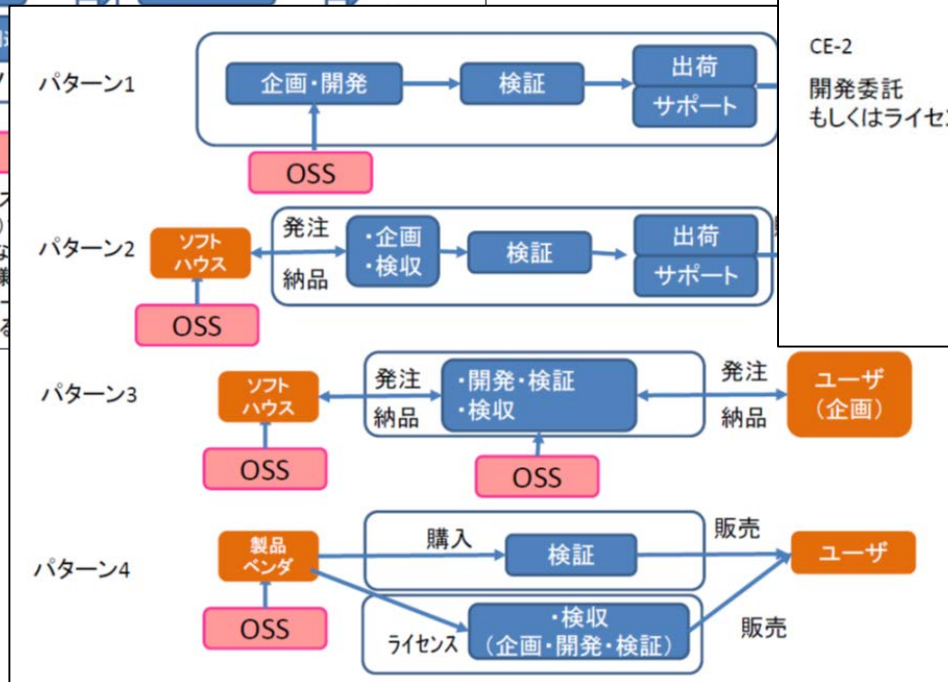 CE-2
開発委託
もしくはライセ
パターン1
企画・開発
検証
出荷
サポート
OSS
パターン2
ソフト
ハウス
発注
納品
・企画
・検収
検証
出荷
サポート
OSS
パターン3
ソフト
ハウス
発注
納品
・開発・検証
・検収
発注
納品
ユーザ
(企画)
OSS
OSS
パターン4
製品
ベンダ
購入
検証
販売
ユーザ
OSS
ライセンス
・検収
(企画・開発・検証)
販売